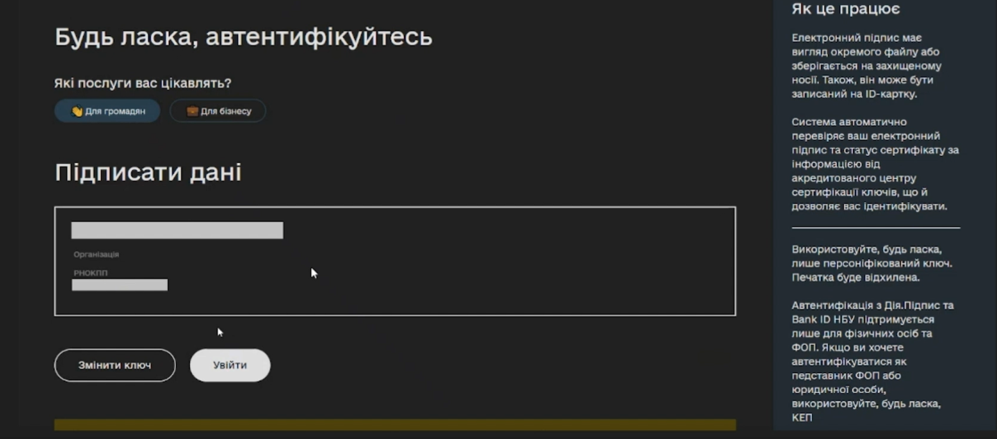 Будь ласка, автентифікуйтесь
Які послуги вас цікавлять?
Для громадян
Для бізнесу
Підписати дані
Організація
РНОКПП
Змінити ключ
Увійти
Як це працює
Електронний підпис має
вигляд окремого файлу або
зберігається на захищеному
носії. Також, він може бути
записаний на ID-картку.
Система автоматично
перевіряє ваш електронний
підпис та статус сертифікату за
інформацією від
акредитованого центру
сертифікації ключів, що й
дозволяє вас ідентифікувати.
Використовуйте, будь ласка,
лише персоніфікований ключ.
Печатка буде відхилена.
Автентифікація з Дія.Підпис та
Bank ID НБУ підтримується
лише для фізичних осіб та
ФОП. Якщо ви хочете
автентифікуватися як
педставник ФОП або
юридичної особи,
використовуйте, будь ласка,
КЕП